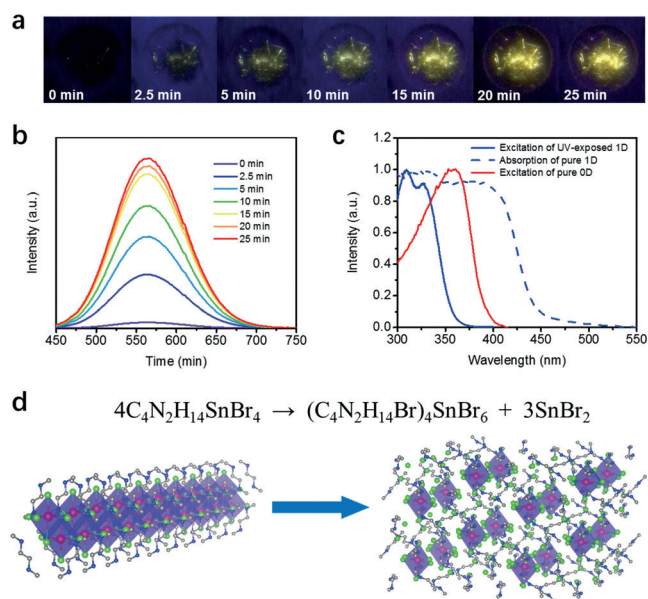 a
0 min
2.5 min
5 min
10 min
15 min
20 min
25 min
b
Intensity (a.u.)
0 min
2.5 min
5 min
10 min
15 min
20 min
25 min
450 500 550 600 650 700 750
Time (min)
c
Intensity (a.u.)
1.0
0.8
0.6
0.4
0.2
0.0
Excitation of UV-exposed 1D
Absorption of pure 1D
Excitation of pure 0D
300 350 400 450 500 550
Wavelength (nm)
d
4C₄N₂H₁₄SnBr₄ → (C₄N₂H₁₄Br)₄SnBr₆ + 3SnBr₂